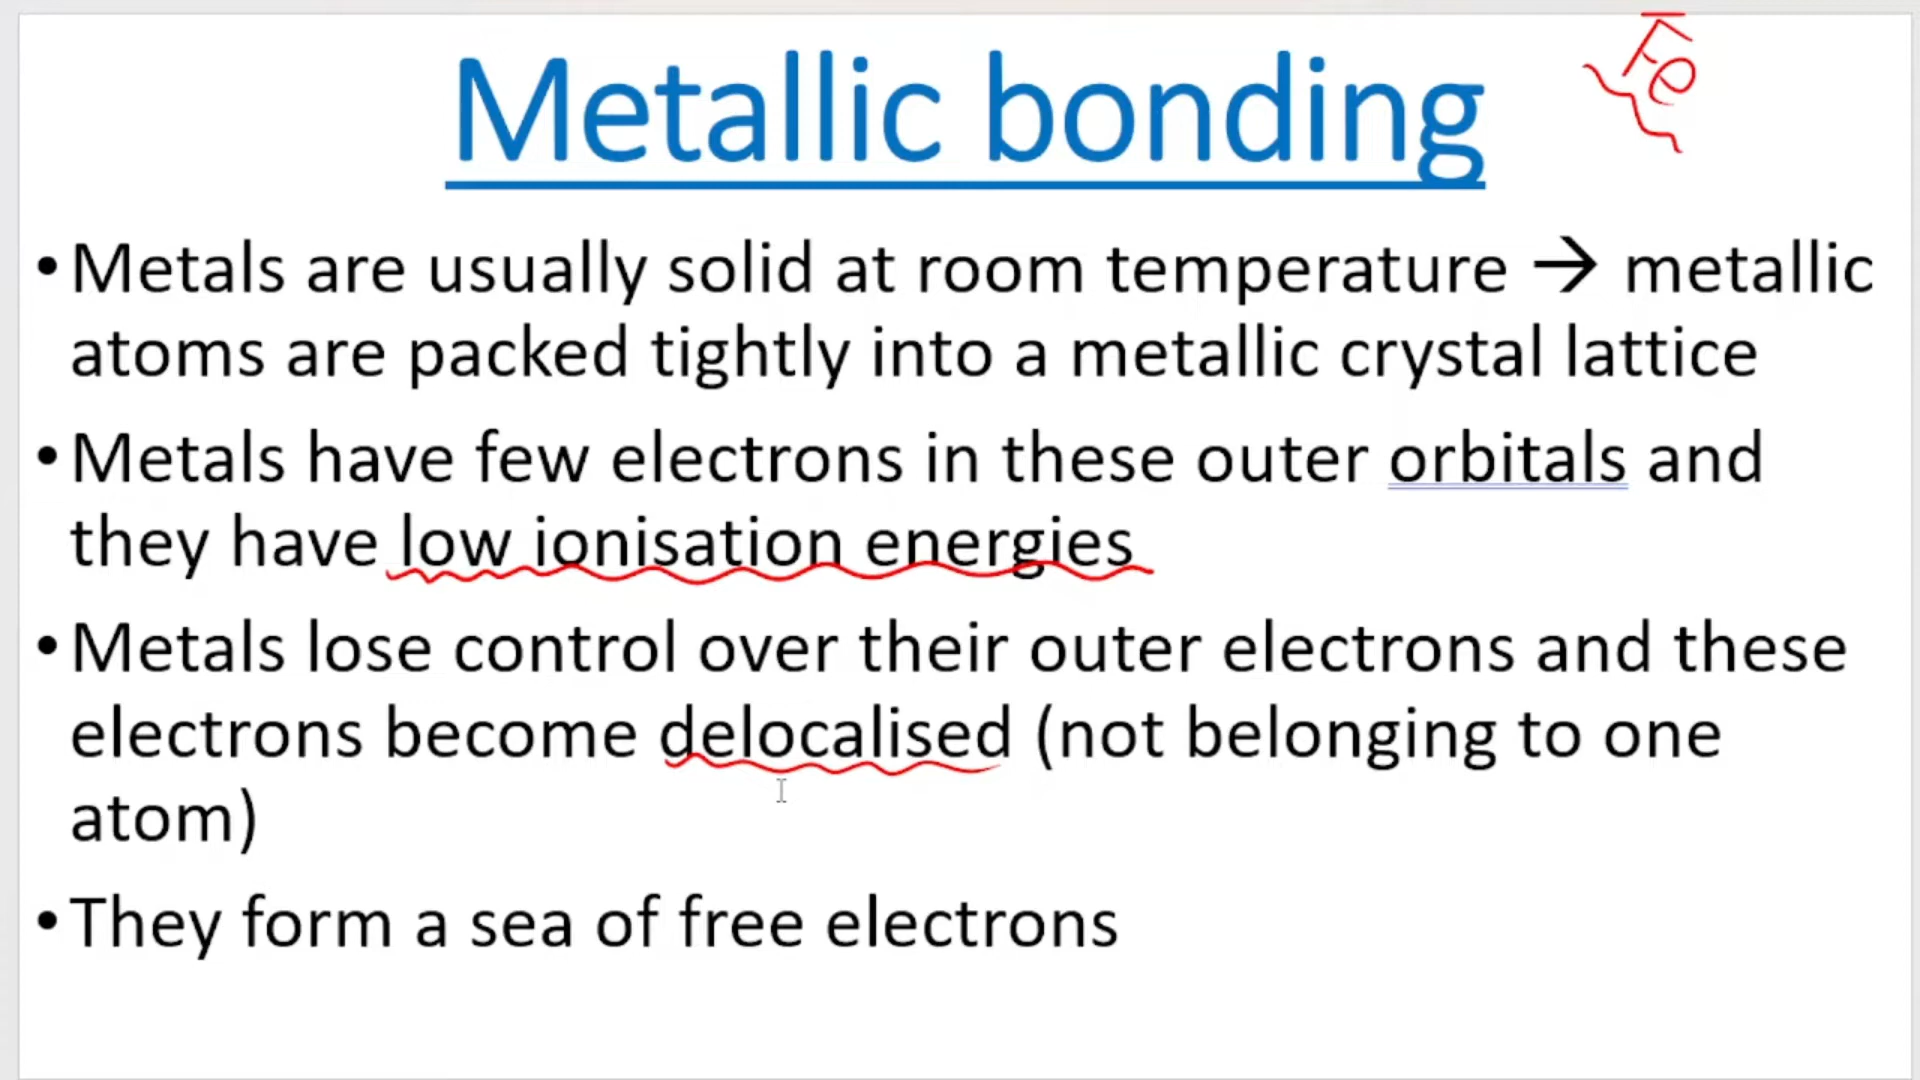 Fe
Metallic bonding
• Metals are usually solid at room temperature → metallic
atoms are packed tightly into a metallic crystal lattice
• Metals have few electrons in these outer orbitals and
they have low ionisation energies
• Metals lose control over their outer electrons and these
electrons become delocalised (not belonging to one
atom)
• They form a sea of free electrons